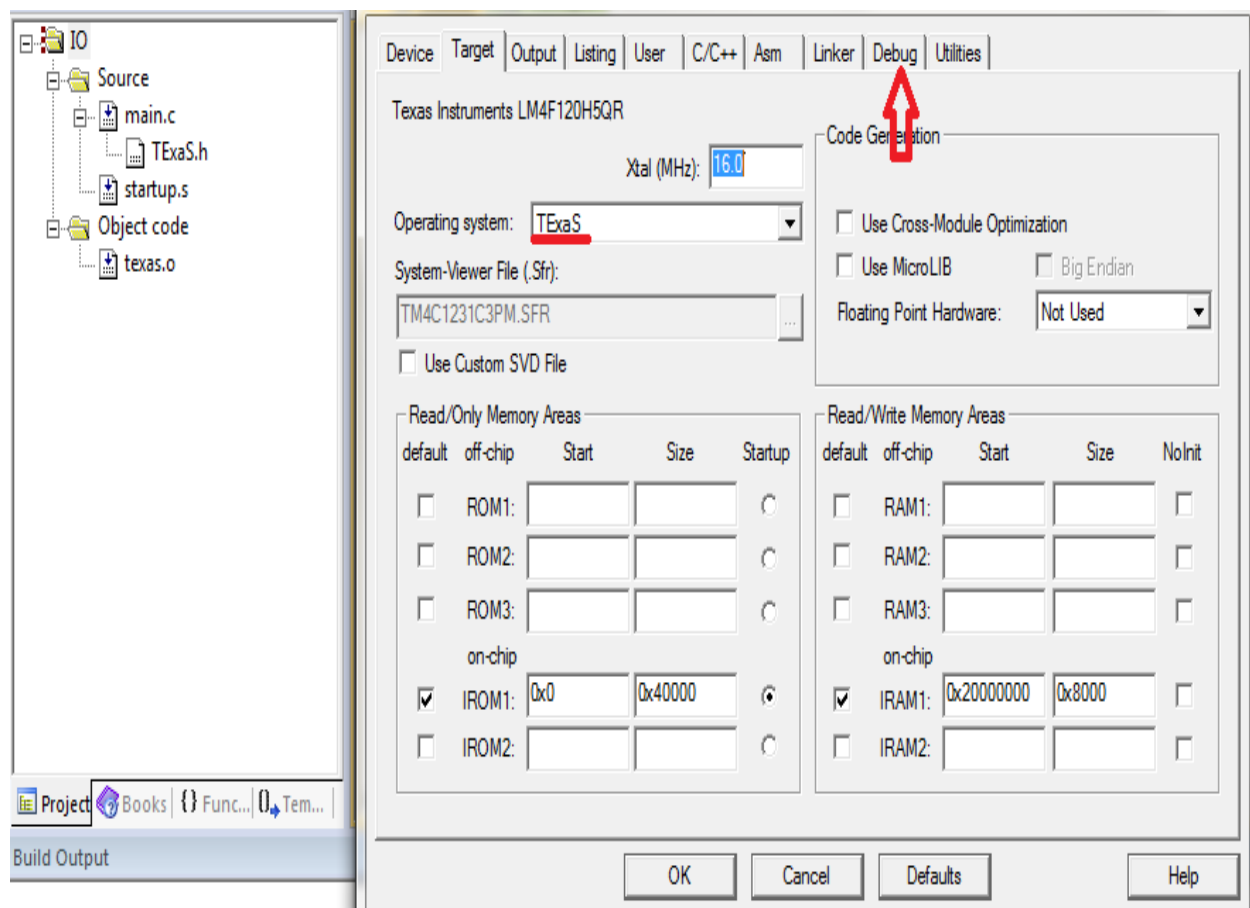 IO
Source
main.c
TExaS.h
startup.s
Object code
texas.o
Project Books {} Func... 0 Tem...
Build Output
Device Target Output Listing User C/C++ Asm Linker Debug Utilities
Texas Instruments LM4F120H5QR
Xtal (MHz): 16.0
Operating system: TExaS
System-Viewer File (.Sfr):
TM4C1231C3PM.SFR ...
Use Custom SVD File
Code Generation
Use Cross-Module Optimization
Use MicroLIB Big Endian
Floating Point Hardware: Not Used
Read/Only Memory Areas
default off-chip Start Size Startup
ROM1:
ROM2:
ROM3:
on-chip
IROM1: 0x0 0x40000
IROM2:
Read/Write Memory Areas
default off-chip Start Size NoInit
RAM1:
RAM2:
RAM3:
on-chip
IRAM1: 0x20000000 0x8000
IRAM2:
OK Cancel Defaults Help